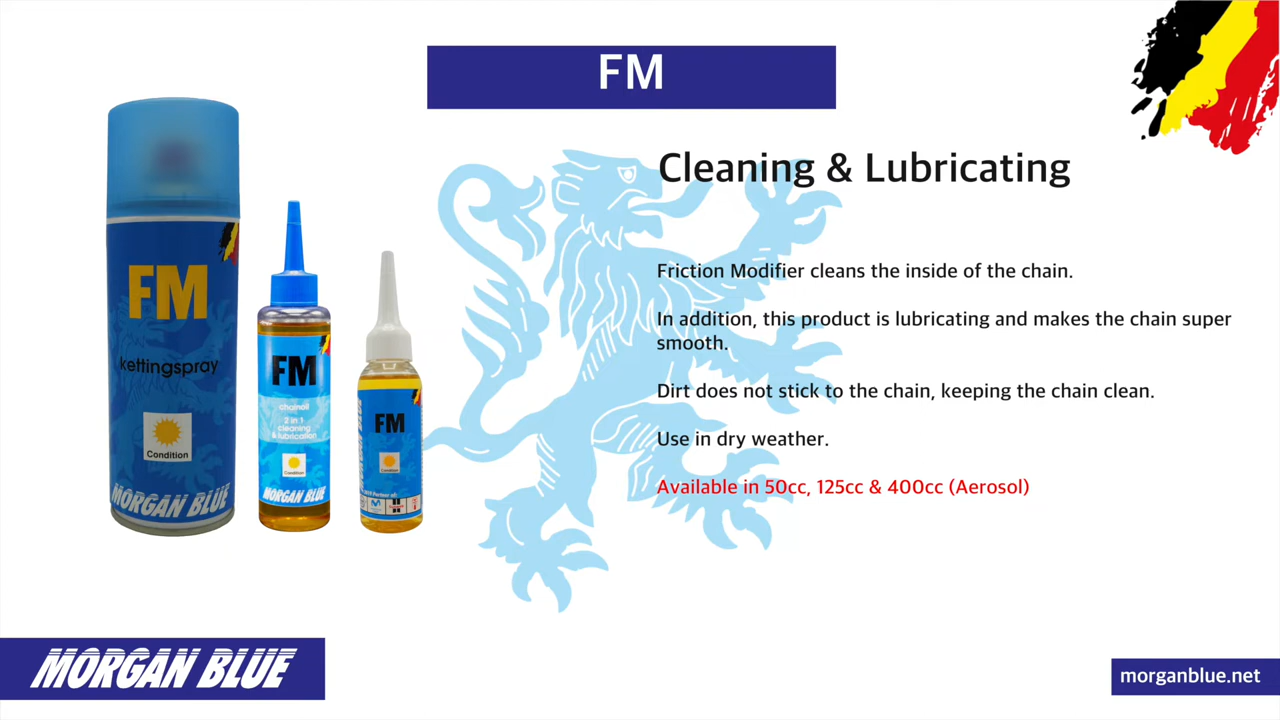 FM
Cleaning & Lubricating
Friction Modifier cleans the inside of the chain.
In addition, this product is lubricating and makes the chain super
smooth.
Dirt does not stick to the chain, keeping the chain clean.
Use in dry weather.
Available in 50cc, 125cc & 400cc (Aerosol)
FM
kettingspray
Condition
MORGAN BLUE
FM
chainoil
2 in 1
cleaning
& lubrication
Condition
MORGAN BLUE
FM
MORGAN BLUE
morganblue.net